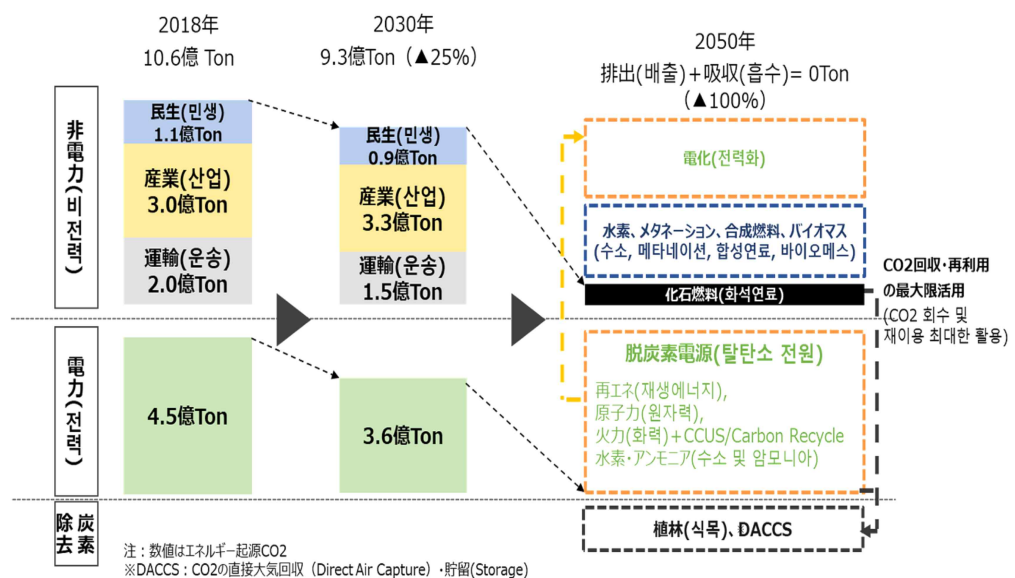 2018年
10.6億 Ton
2030年
9.3億Ton（▲25%）
2050年
排出(배출)+吸収(흡수)= 0Ton
(▲100%)
非電力(비전력)
民生(민생)
1.1億Ton
産業(산업)
3.0億Ton
運輸(운송)
2.0億Ton
民生(민생)
0.9億Ton
産業(산업)
3.3億Ton
運輸(운송)
1.5億Ton
電化(전력화)
水素、メタネーション、合成燃料、バイオマス
(수소, 메타네이션, 합성연료, 바이오메스)
化石燃料(화석연료)
CO2回収・再利用
の最大限活用
(CO2 회수 및
재이용 최대한 활용)
電力(전력)
4.5億Ton
3.6億Ton
脱炭素電源(탈탄소 전원)
再エネ(재생에너지),
原子力(원자력),
火力(화력)+CCUS/Carbon Recycle
水素・アンモニア(수소 및 암모니아)
炭素
除去
植林(식목)、DACCS
注：数値はエネルギー起源CO2
※DACCS：CO2の直接大気回収（Direct Air Capture）・貯留(Storage)